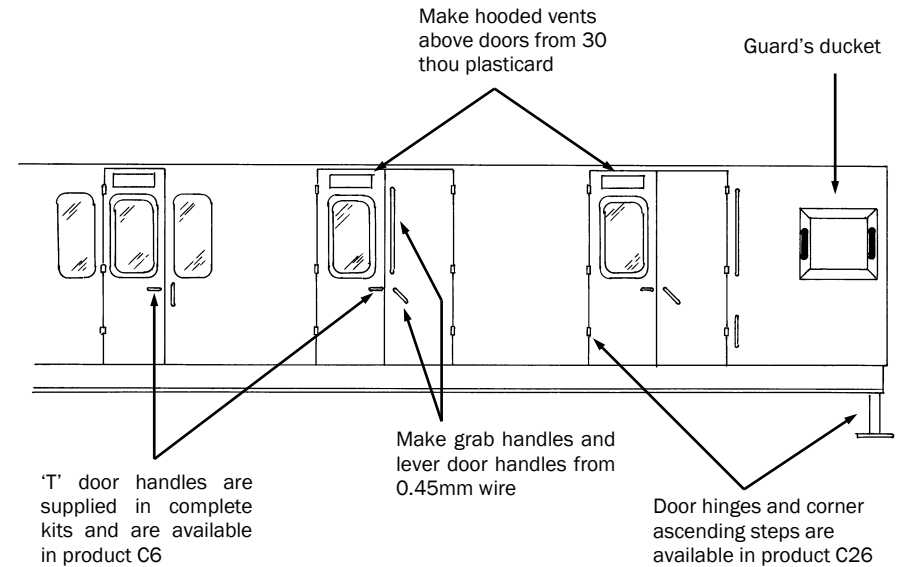 Make hooded vents
above doors from 30
thou plasticard
Guard’s ducket
Make grab handles and
lever door handles from
0.45mm wire
‘T’ door handles are
supplied in complete
kits and are available
in product C6
Door hinges and corner
ascending steps are
available in product C26